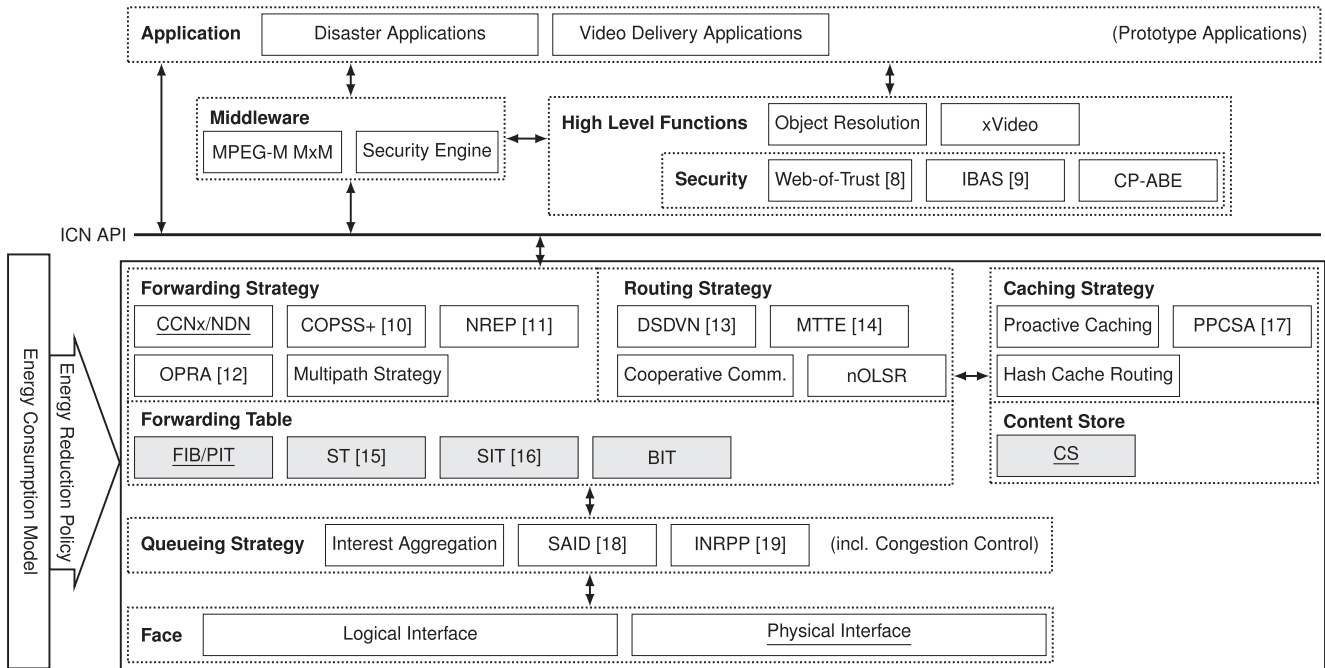 Application Disaster Applications Video Delivery Applications (Prototype Applications)
Middleware
MPEG-M MxM Security Engine
High Level Functions Object Resolution xVideo
Security Web-of-Trust [8] IBAS [9] CP-ABE
ICN API
Energy Consumption Model
Energy Reduction Policy
Forwarding Strategy
CCNx/NDN COPSS+ [10] NREP [11]
OPRA [12] Multipath Strategy
Routing Strategy
DSDVN [13] MTTE [14]
Cooperative Comm. nOLSR
Caching Strategy
Proactive Caching PPCSA [17]
Hash Cache Routing
Forwarding Table
FIB/PIT ST [15] SIT [16] BIT
Content Store
CS
Queueing Strategy Interest Aggregation SAID [18] INRPP [19] (incl. Congestion Control)
Face Logical Interface Physical Interface